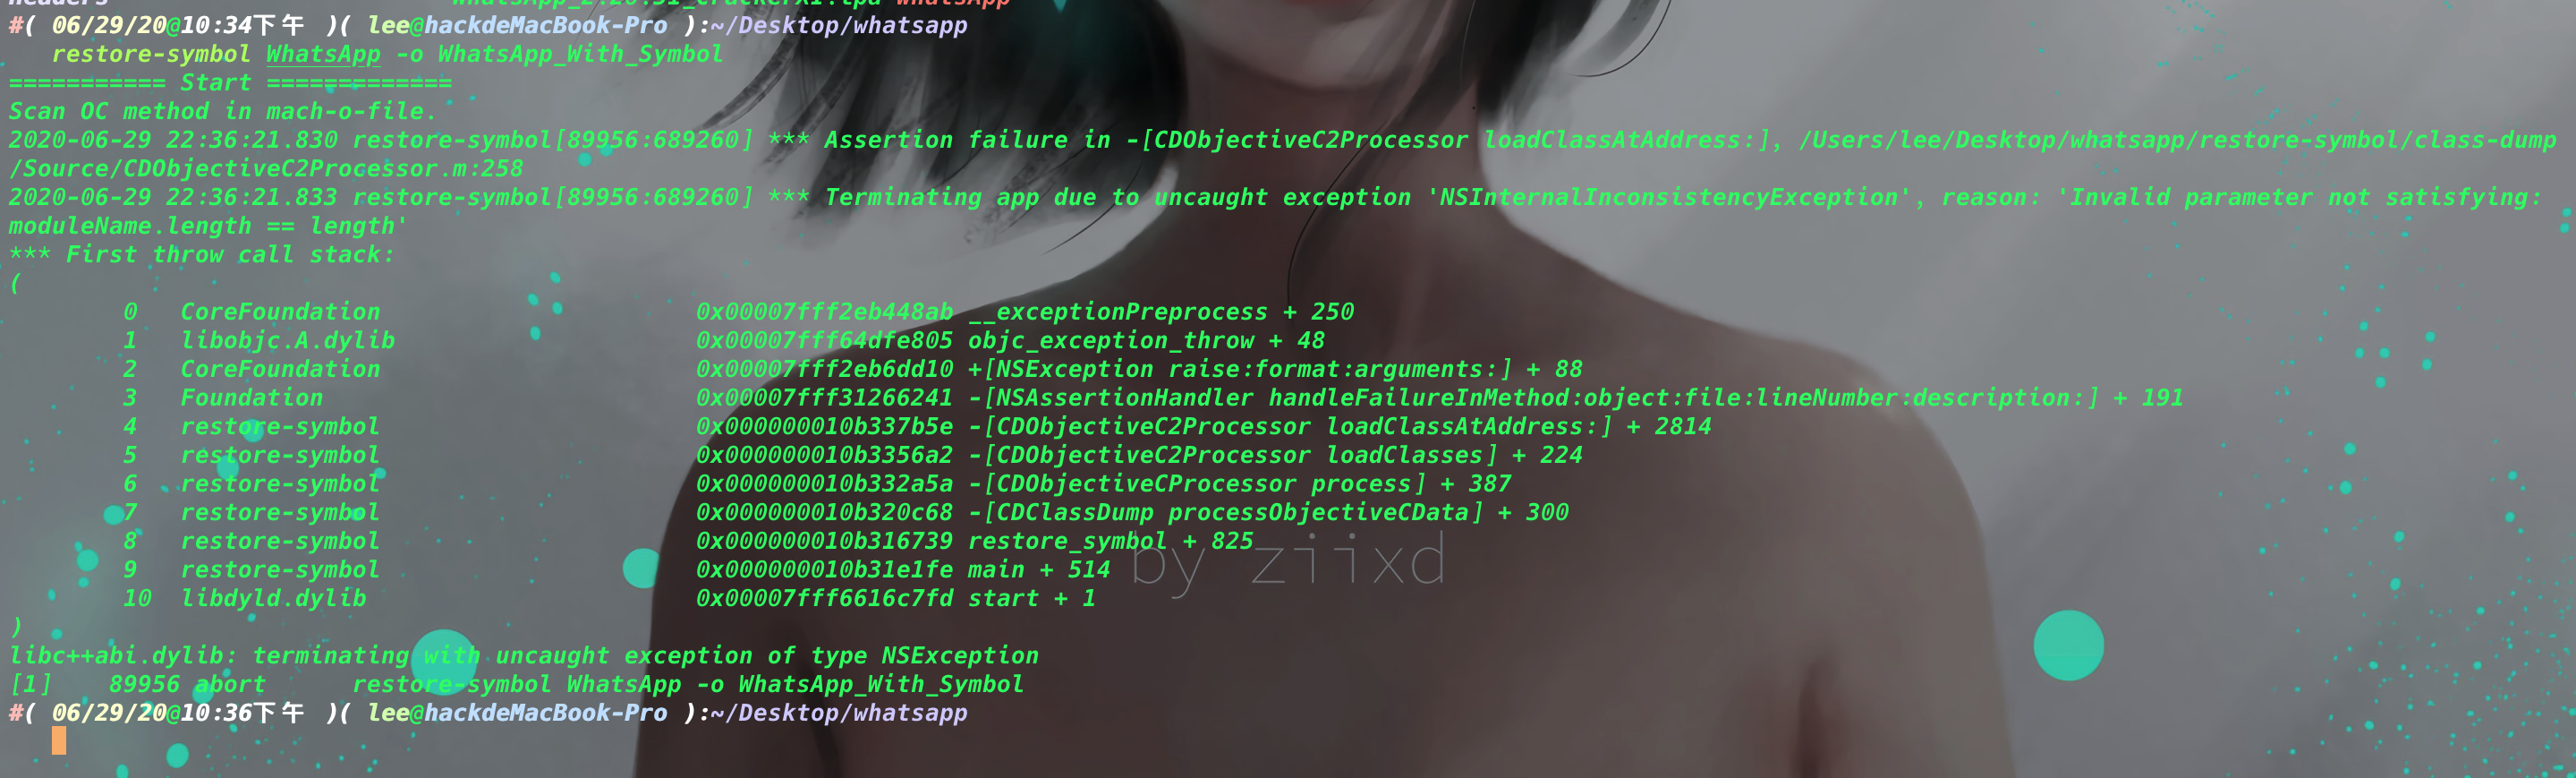 headers WhatsApp_2.20.51_CrackerXI.ipa WhatsApp
#( 06/29/20@10:34下午 )( lee@hackdeMacBook-Pro ):~/Desktop/whatsapp
restore-symbol WhatsApp -o WhatsApp_With_Symbol
=========== Start =============
Scan OC method in mach-o-file.
2020-06-29 22:36:21.830 restore-symbol[89956:689260] *** Assertion failure in -[CDObjectiveC2Processor loadClassAtAddress:], /Users/lee/Desktop/whatsapp/restore-symbol/class-dump
/Source/CDObjectiveC2Processor.m:258
2020-06-29 22:36:21.833 restore-symbol[89956:689260] *** Terminating app due to uncaught exception 'NSInternalInconsistencyException', reason: 'Invalid parameter not satisfying:
moduleName.length == length'
*** First throw call stack:
(
0 CoreFoundation 0x00007fff2eb448ab __exceptionPreprocess + 250
1 libobjc.A.dylib 0x00007fff64dfe805 objc_exception_throw + 48
2 CoreFoundation 0x00007fff2eb6dd10 +[NSException raise:format:arguments:] + 88
3 Foundation 0x00007fff31266241 -[NSAssertionHandler handleFailureInMethod:object:file:lineNumber:description:] + 191
4 restore-symbol 0x000000010b337b5e -[CDObjectiveC2Processor loadClassAtAddress:] + 2814
5 restore-symbol 0x000000010b3356a2 -[CDObjectiveC2Processor loadClasses] + 224
6 restore-symbol 0x000000010b332a5a -[CDObjectiveCProcessor process] + 387
7 restore-symbol 0x000000010b320c68 -[CDClassDump processObjectiveCData] + 300
8 restore-symbol 0x000000010b316739 restore_symbol + 825
by ziixd
9 restore-symbol 0x000000010b31e1fe main + 514
10 libdyld.dylib 0x00007fff6616c7fd start + 1
)
libc++abi.dylib: terminating with uncaught exception of type NSException
[1] 89956 abort restore-symbol WhatsApp -o WhatsApp_With_Symbol
#( 06/29/20@10:36下午 )( lee@hackdeMacBook-Pro ):~/Desktop/whatsapp